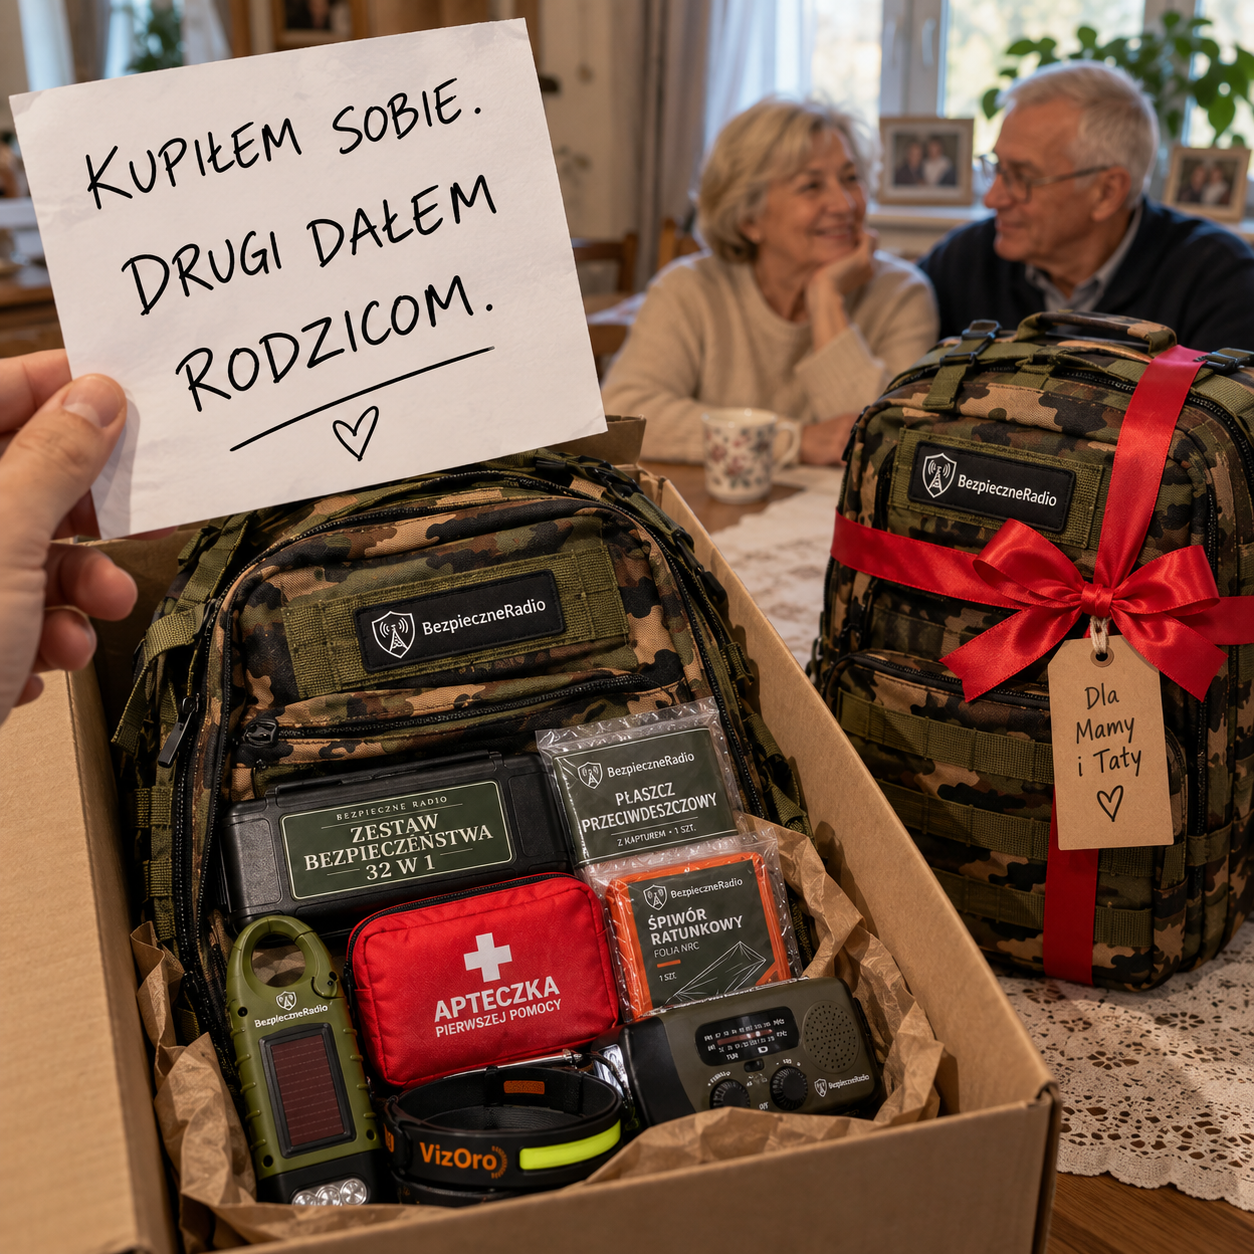 KUPIŁEM SOBIE.
DRUGI DAŁEM
RODZICOM.
BezpieczneRadio
BezpieczneRadio
Dla
Mamy
i Taty
BEZPIECZNE RADIO
ZESTAW
BEZPIECZEŃSTWA
32 W 1
BezpieczneRadio
PŁASZCZ
PRZECIWDESZCZOWY
Z KAPTUREM • 1 SZT.
BezpieczneRadio
ŚPIWÓR
RATUNKOWY
FOLIA NRC
1 SZT.
APTECZKA
PIERWSZEJ POMOCY
BezpieczneRadio
BezpieczneRadio
VizOro